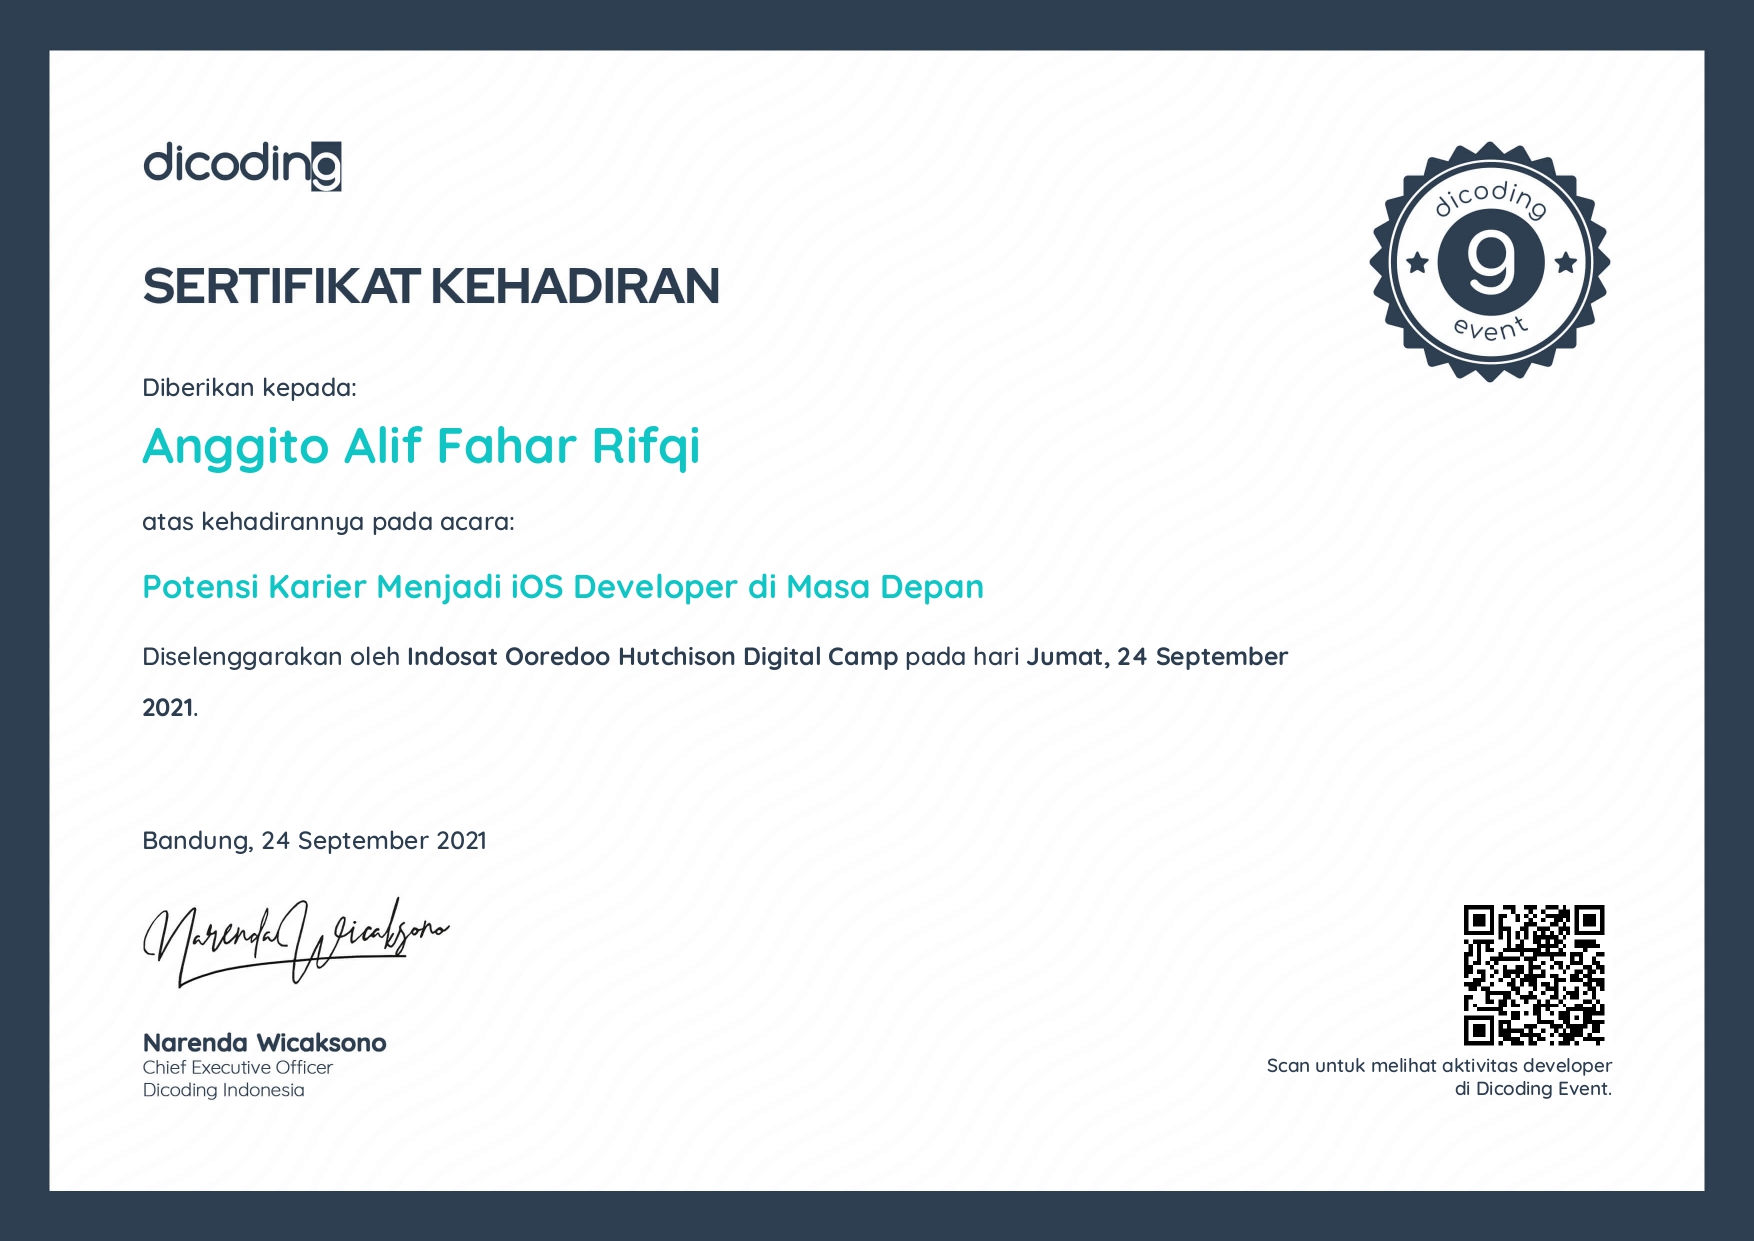 dicoding
SERTIFIKAT KEHADIRAN
dicoding
g
event
Diberikan kepada:
Anggito Alif Fahar Rifqi
atas kehadirannya pada acara:
Potensi Karier Menjadi iOS Developer di Masa Depan
Diselenggarakan oleh Indosat Ooredoo Hutchison Digital Camp pada hari Jumat, 24 September
2021.
Bandung, 24 September 2021
Narenda Wicaksono
Narenda Wicaksono
Chief Executive Officer
Dicoding Indonesia
Scan untuk melihat aktivitas developer
di Dicoding Event.